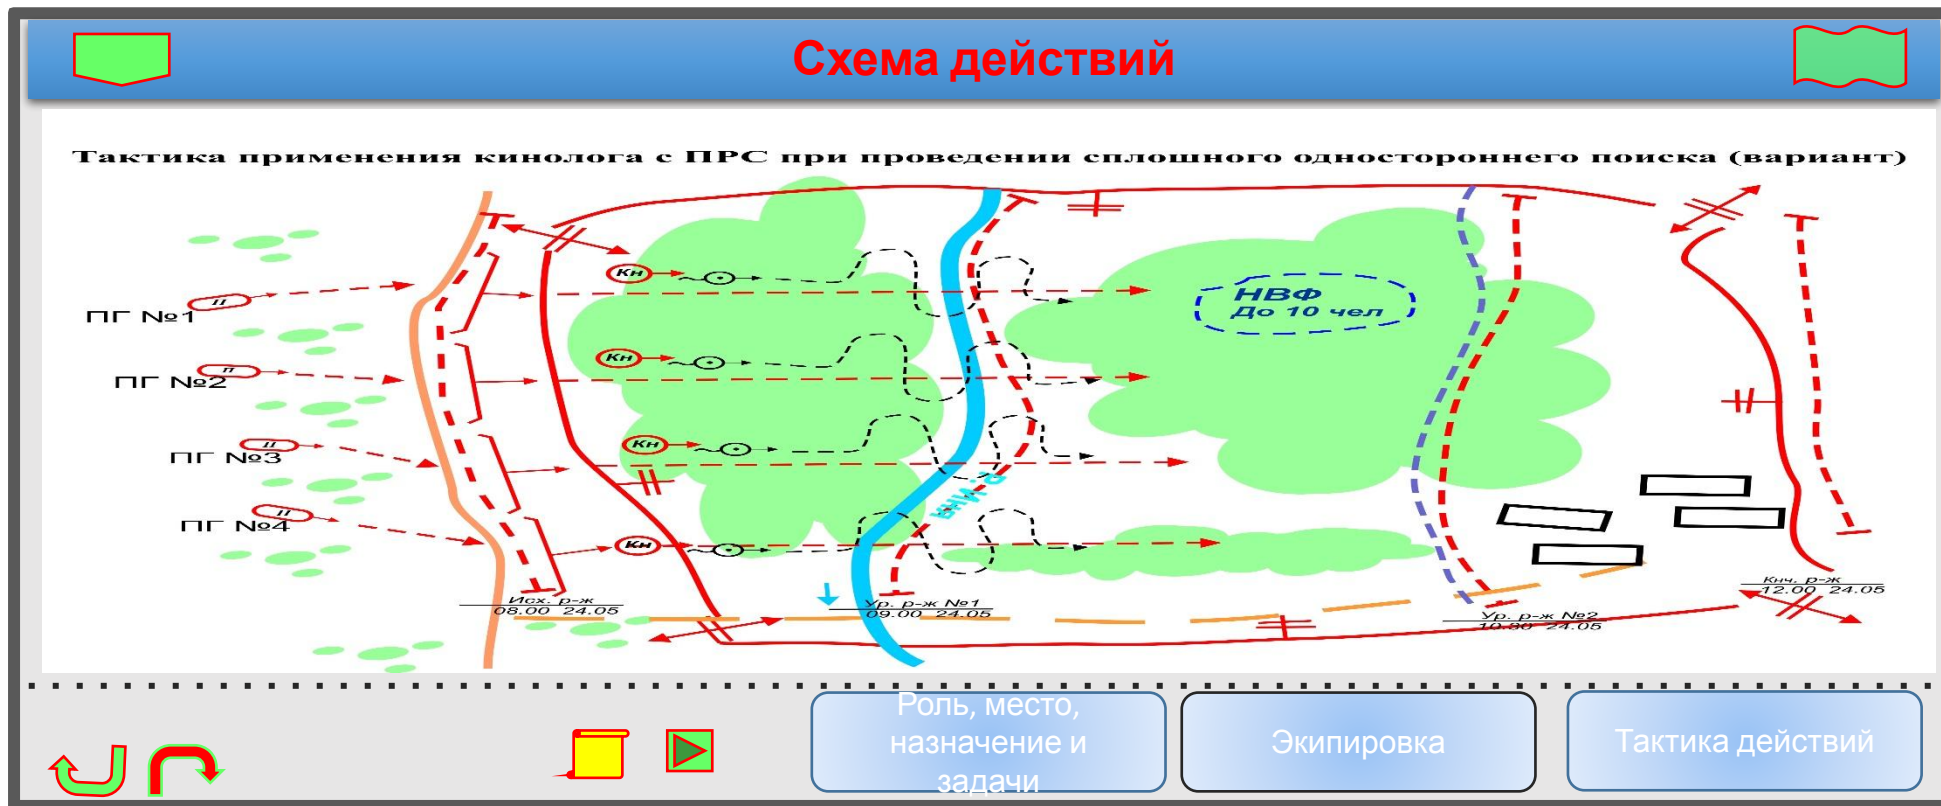 Схема действий
Тактика применения кинолога с ПРС при проведении сплошного одностороннего поиска (вариант)
Кн
П
ПГ №1
НВФ
До 10 чел
Кн
П
ПГ №2
П
ПГ №3
Кн
П
ПГ №4
Кн
Исх. р-ж
08.00 24.05
Ур. р-ж №1
09.00 24.05
Ур. р-ж №2
24.05
Кнч. р-ж
12.00 24.05
Роль, место,
назначение и
задачи
Экипировка
Тактика действий